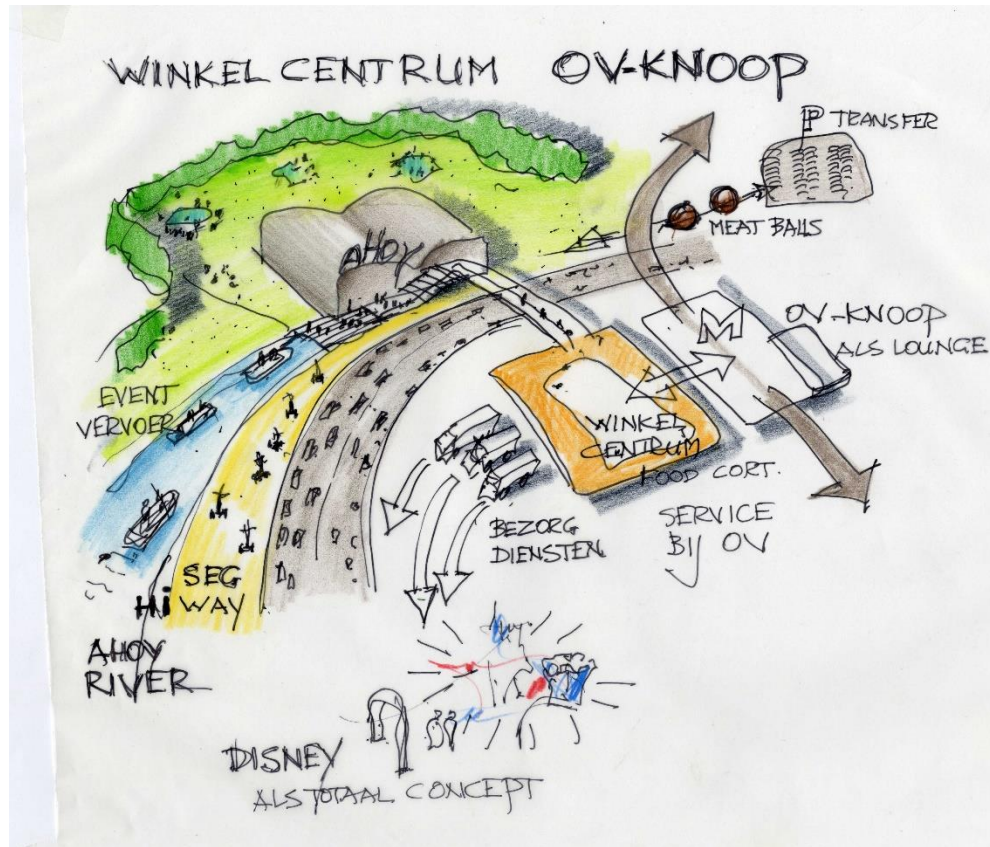 WINKEL CENTRUM OV-KNOOP
P TRANSFER
MEAT BALLS
AHOY
M
OV-KNOOP
ALS LOUNGE
EVENT
VERVOER
WINKEL
CENTRUM
FOOD CORT.
SERVICE
BIJ OV
BEZORG
DIENSTEN
SEG
Hi WAY
AHOY
RIVER
DISNEY
ALS TOTAAL CONCEPT